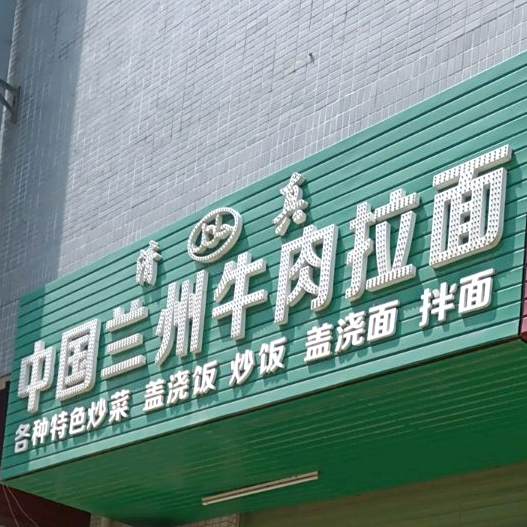 清真
中国兰州牛肉拉面
各种特色炒菜 盖浇饭 炒饭 盖浇面 拌面